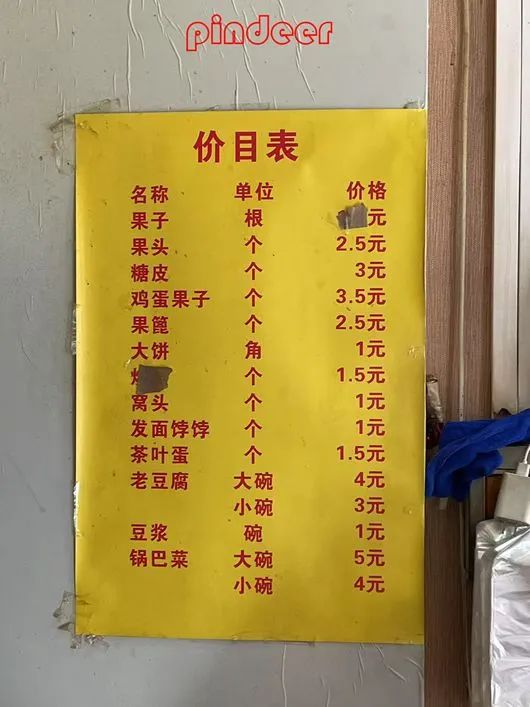 pindeer
价目表
名称 单位 价格
果子 根 元
果头 个 2.5元
糖皮 个 3元
鸡蛋果子 个 3.5元
果篦 个 2.5元
大饼 角 1元
个 1.5元
窝头 个 1元
发面饽饽 个 1元
茶叶蛋 个 1.5元
老豆腐 大碗 4元
小碗 3元
豆浆 碗 1元
锅巴菜 大碗 5元
小碗 4元